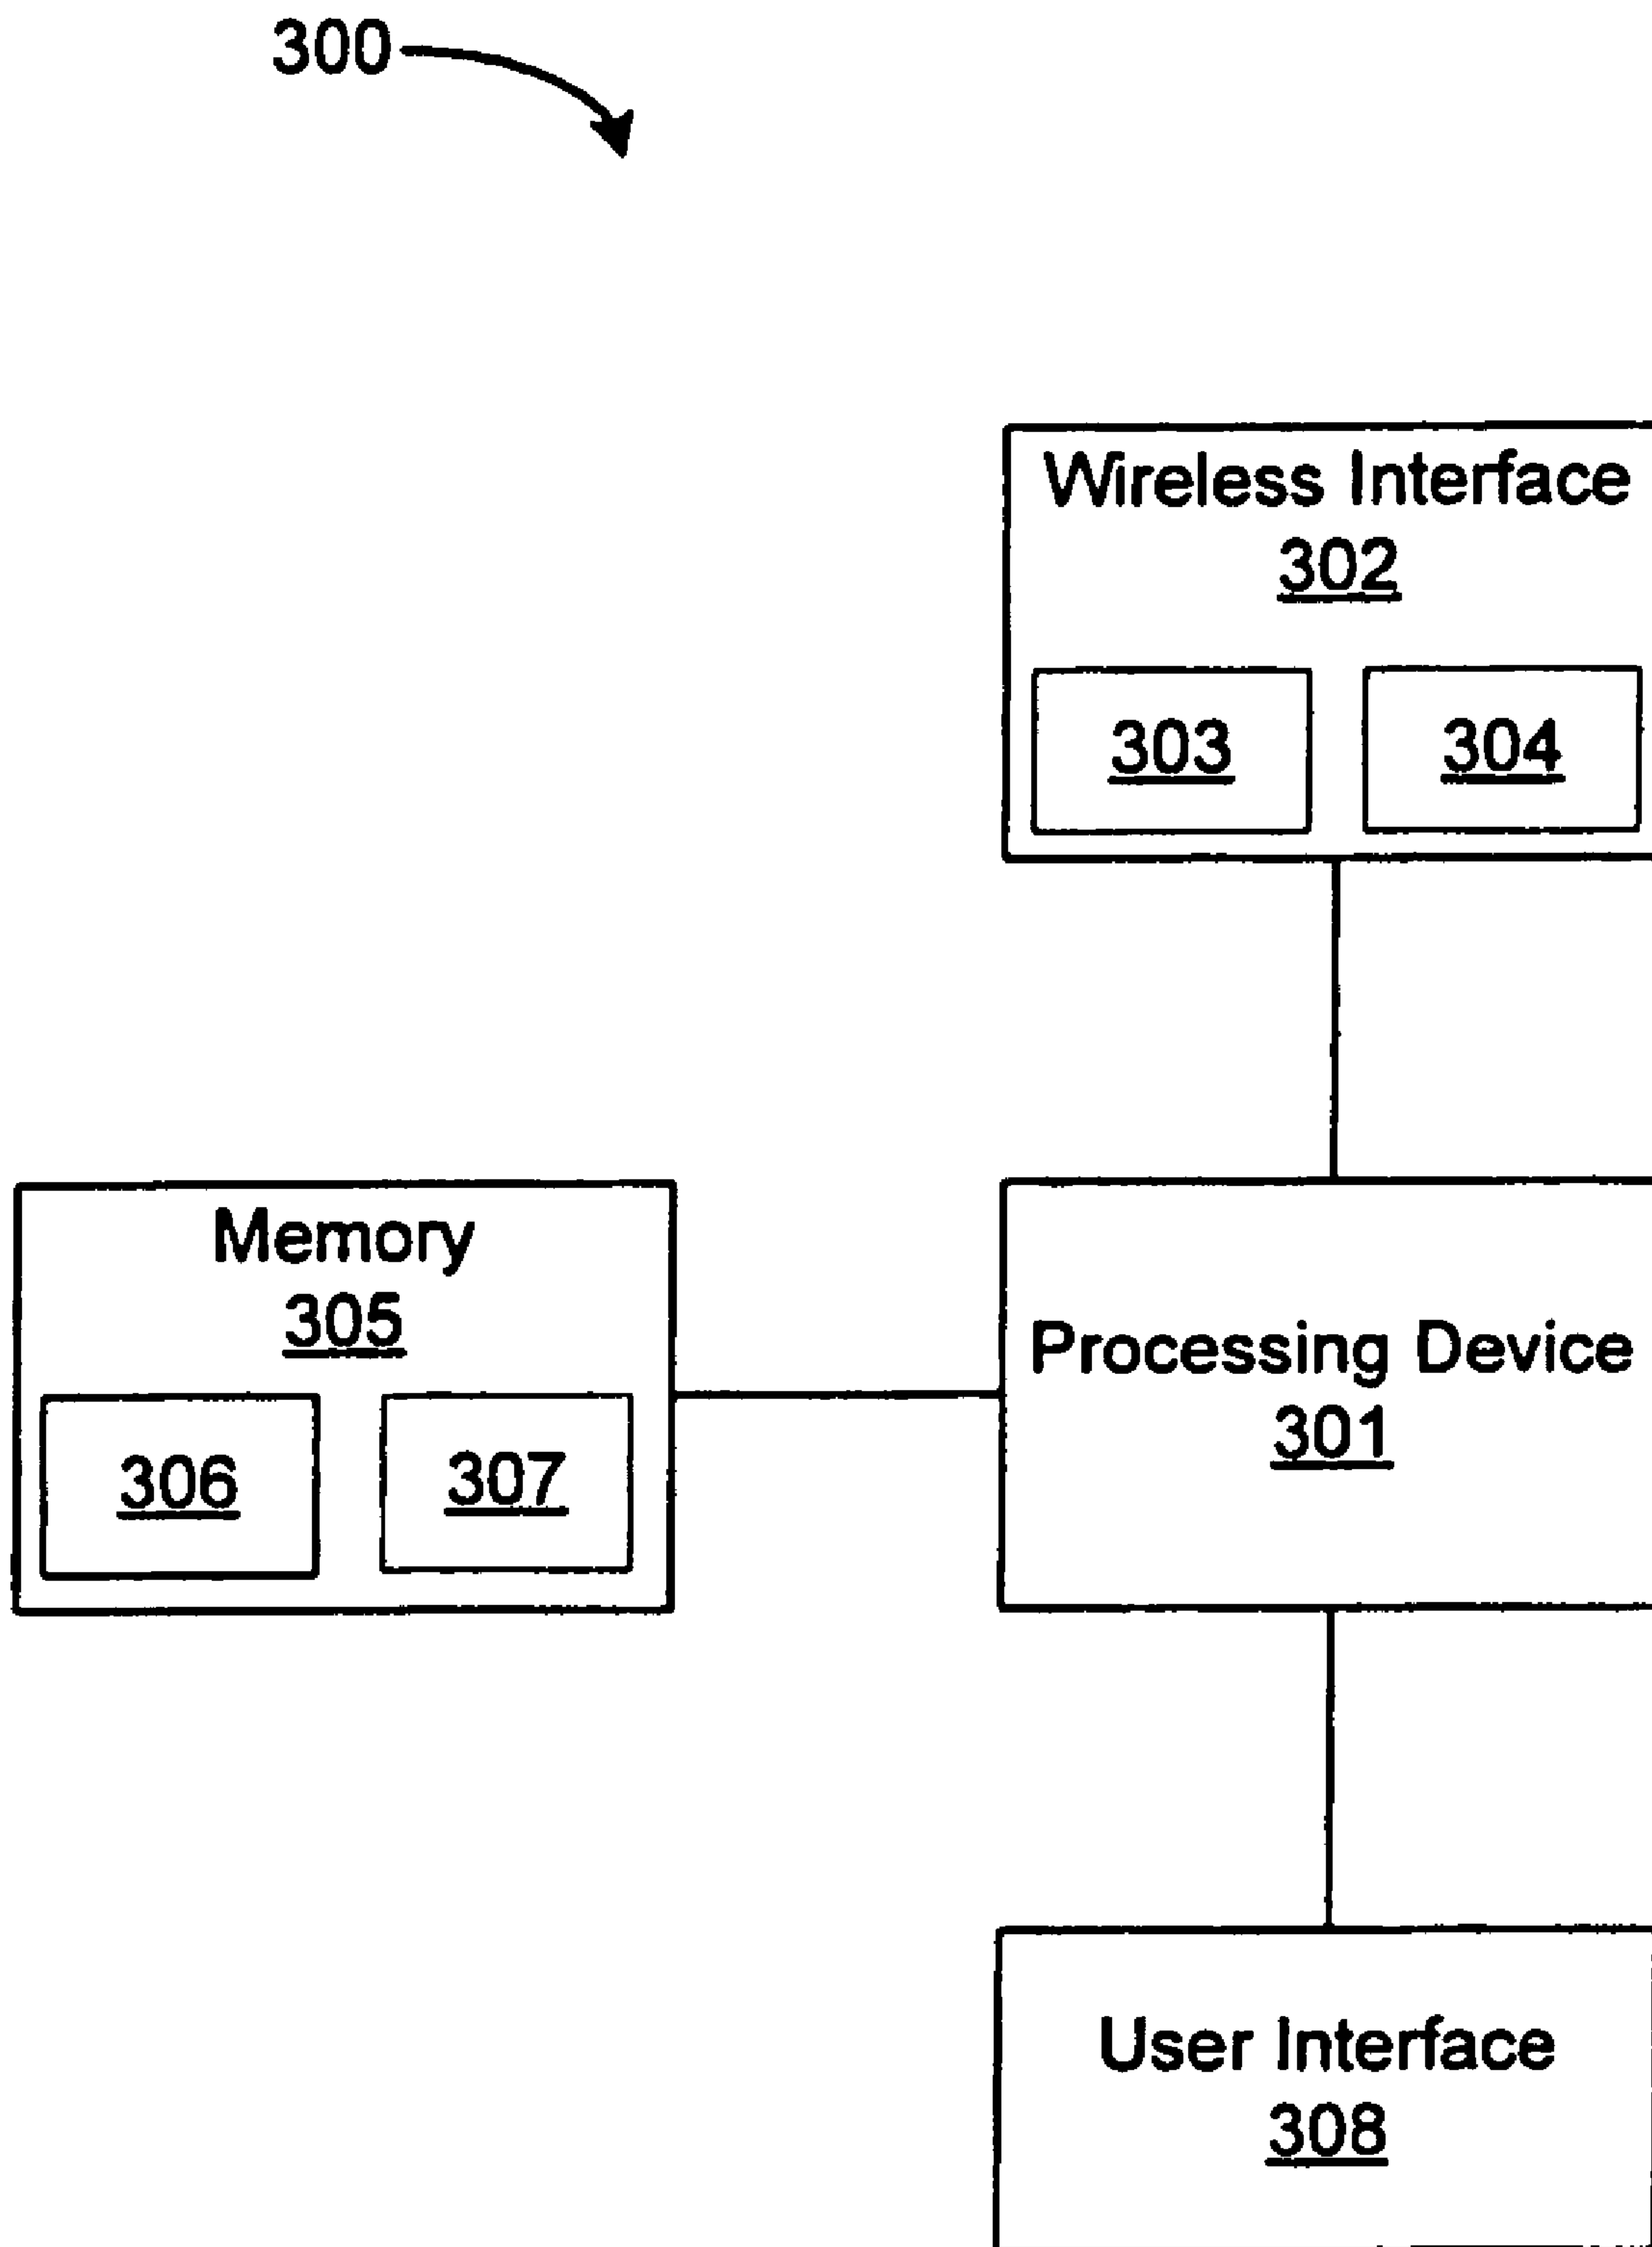 300
Wireless Interface
302
303 304
Memory
305
306 307
Processing Device
301
User Interface
308